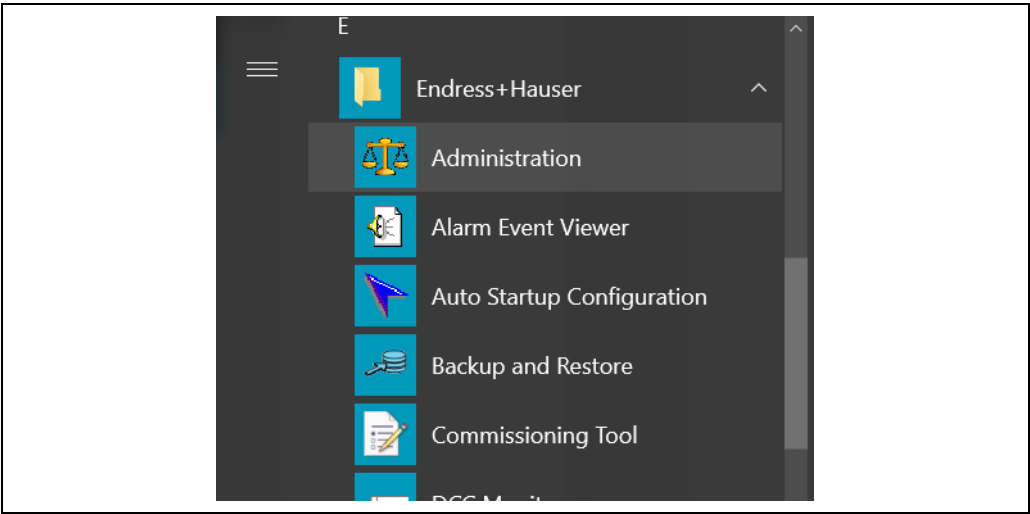 E
Endress+Hauser
Administration
Alarm Event Viewer
Auto Startup Configuration
Backup and Restore
Commissioning Tool